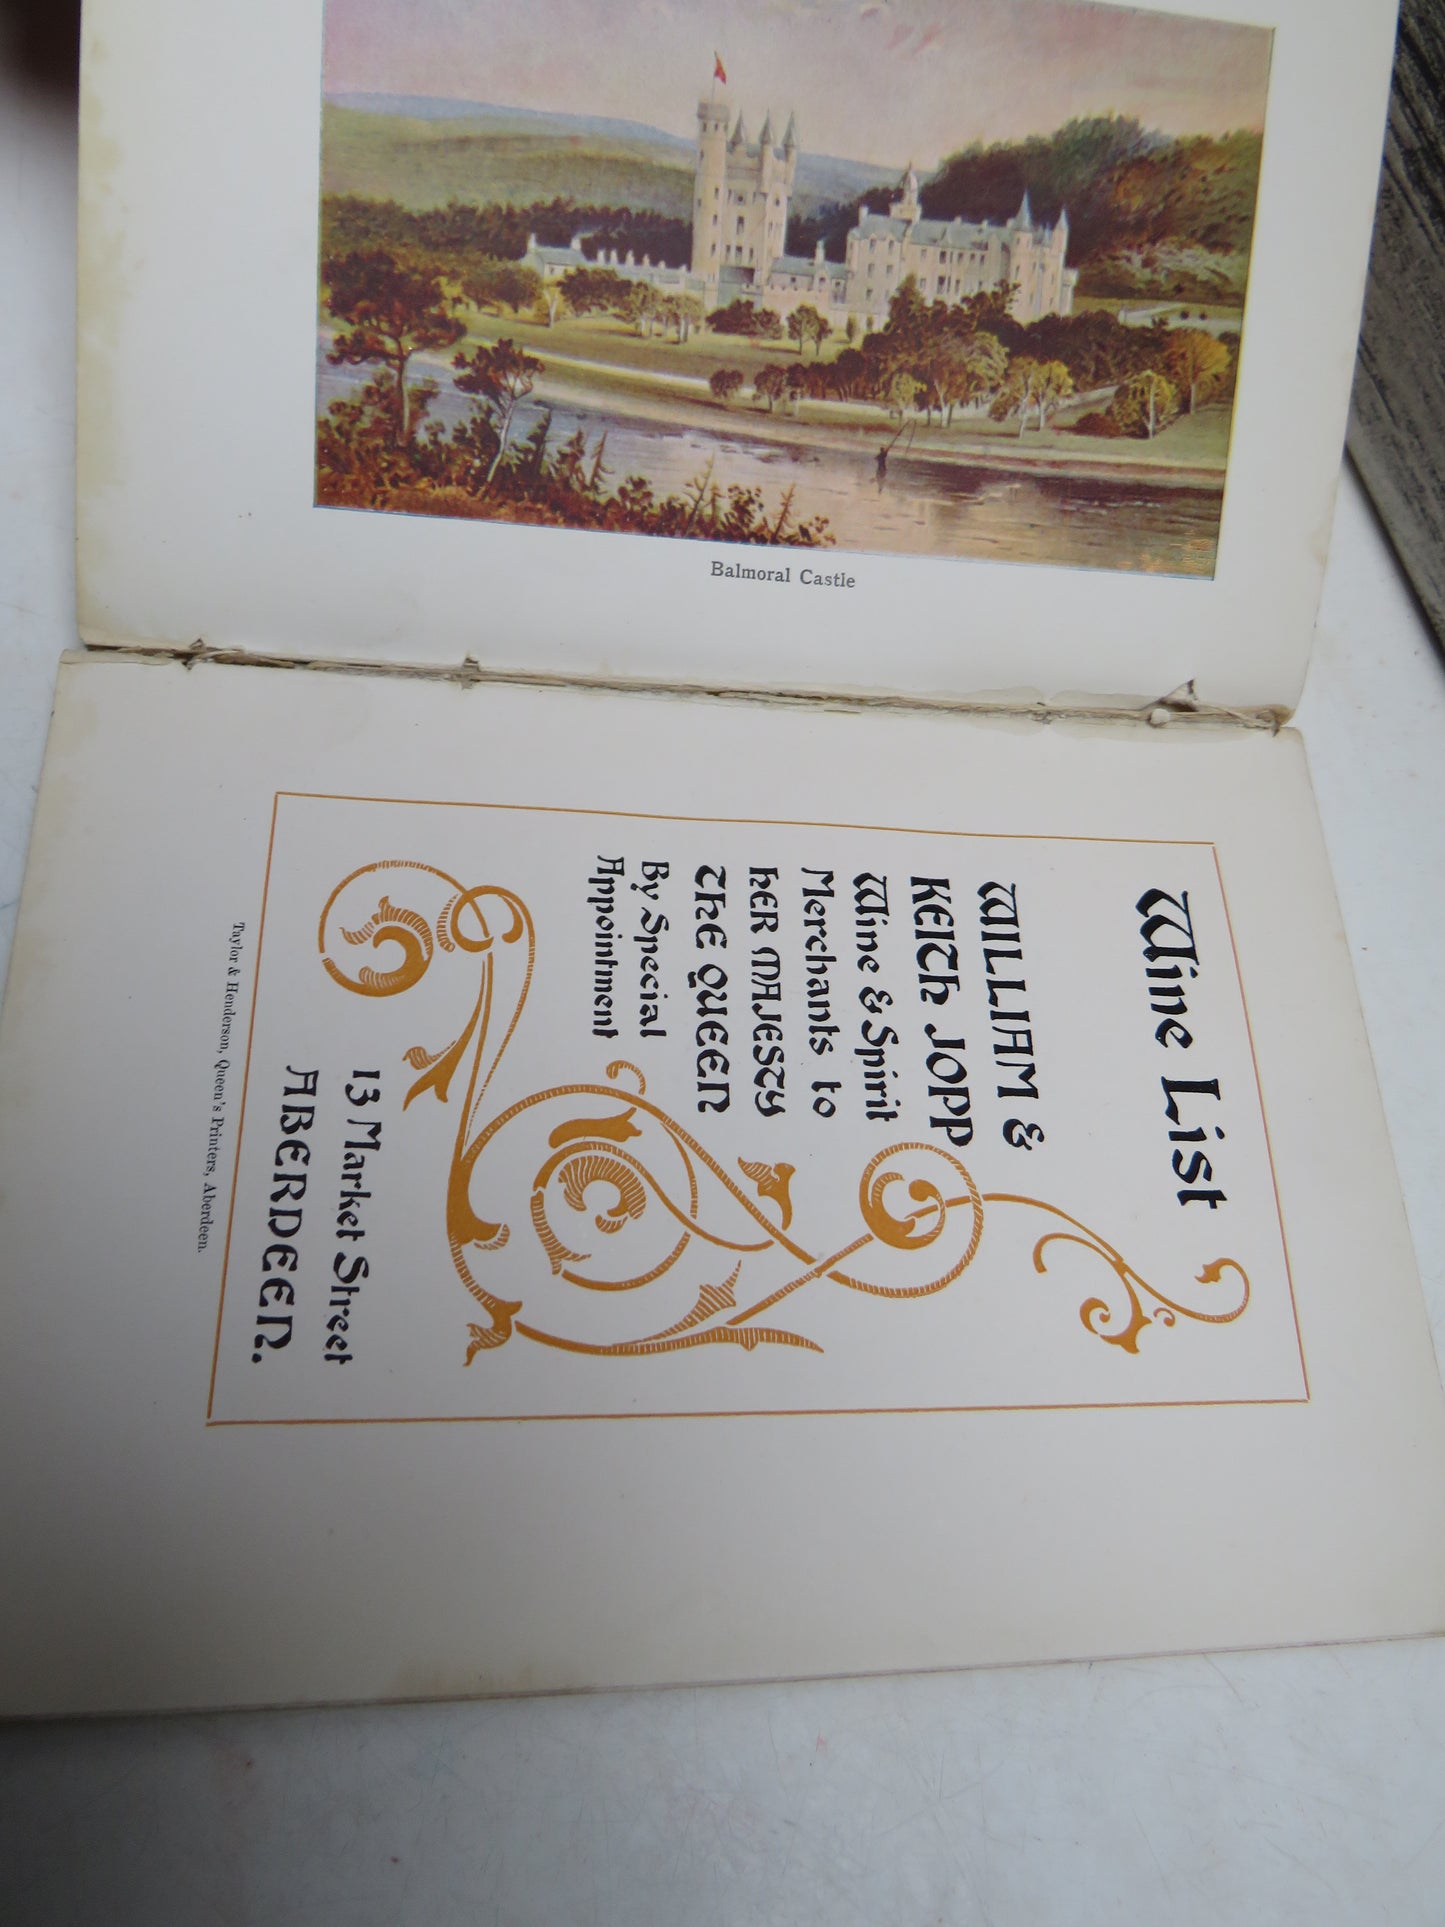 Balmoral Castle
Wine List
WILLIAM &
KEITH JOPP
Wine & Spirit
Merchants to
HER MAJESTY
THE QUEEN
By Special
Appointment
13 Market Street
ABERDEEN.
Taylor & Henderson, Queen's Printers, Aberdeen.